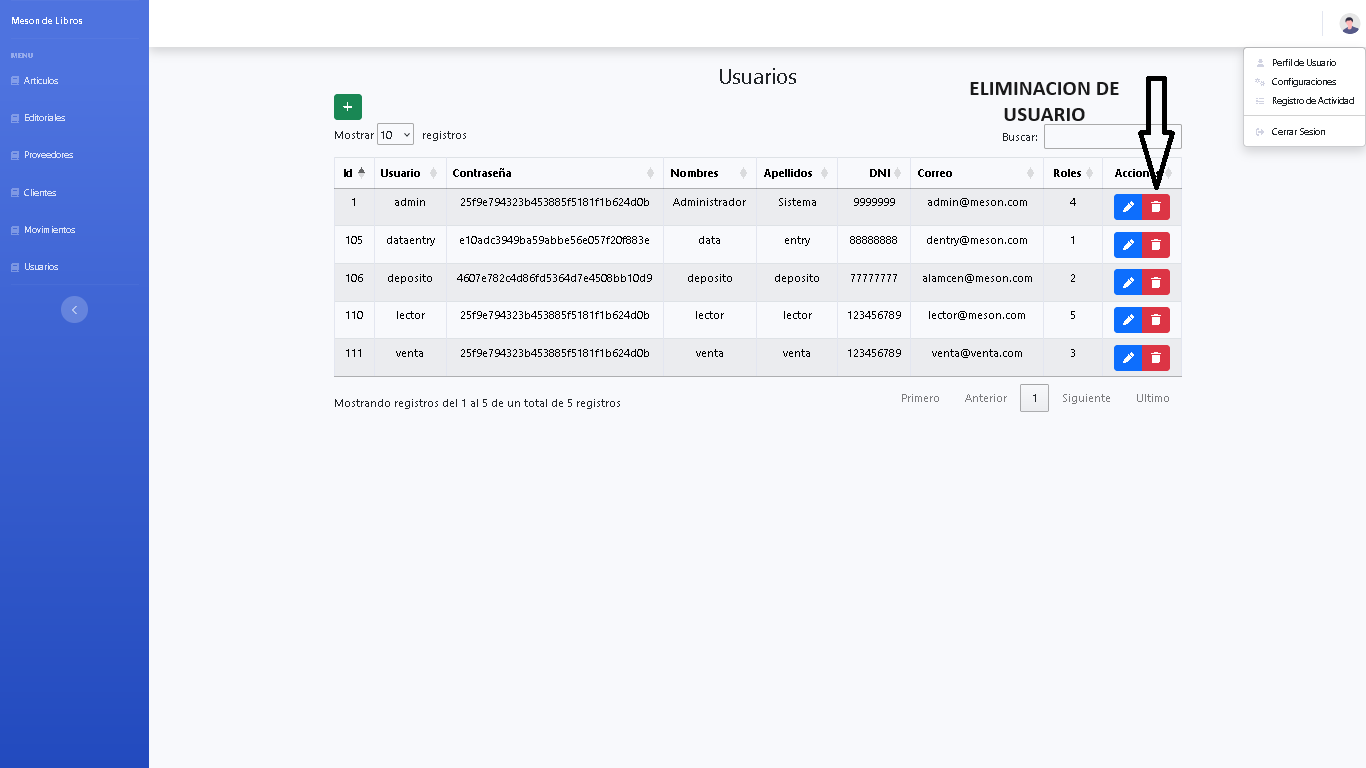 Meson de Libros
MENU
Articulos
Editoriales
Proveedores
Clientes
Movimientos
Usuarios
Perfil de Usuario
Configuraciones
Registro de Actividad
Cerrar Sesion
Usuarios
ELIMINACION DE
USUARIO
+
Mostrar 10 registros
Buscar:
Id Usuario Contraseña Nombres Apellidos DNI Correo Roles
1 admin 25f9e794323b453885f5181f1b624d0b Administrador Sistema 9999999 admin@meson.com 4
105 dataentry e10adc3949ba59abbe56e057f20f883e data entry 88888888 dentry@meson.com 1
106 deposito 4607e782c4d86fd5364d7e4508bb10d9 deposito deposito 77777777 alamcen@meson.com 2
110 lector 25f9e794323b453885f5181f1b624d0b lector lector 123456789 lector@meson.com 5
111 venta 25f9e794323b453885f5181f1b624d0b venta venta 123456789 venta@venta.com 3
Mostrando registros del 1 al 5 de un total de 5 registros
Primero Anterior 1 Siguiente Ultimo